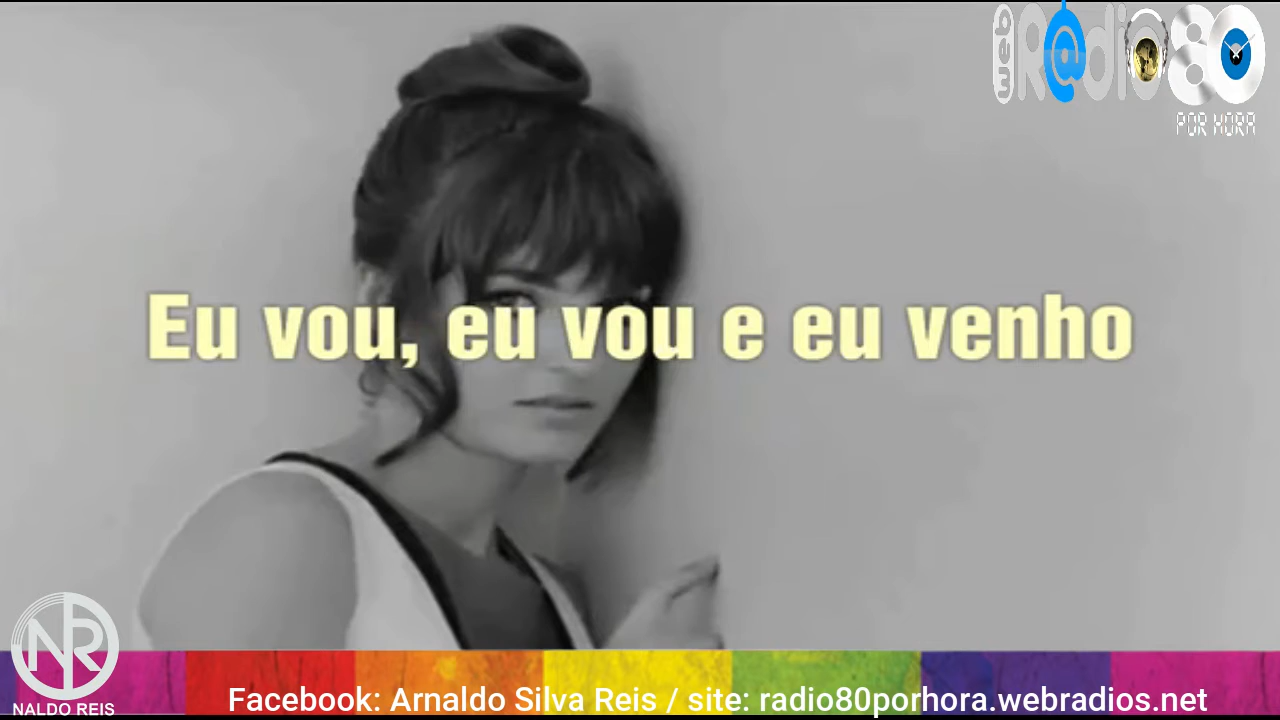 web R@dio 80
POR HORA
Eu vou, eu vou e eu venho
NR
NALDO REIS
Facebook: Arnaldo Silva Reis / site: radio80porhora.webradios.net